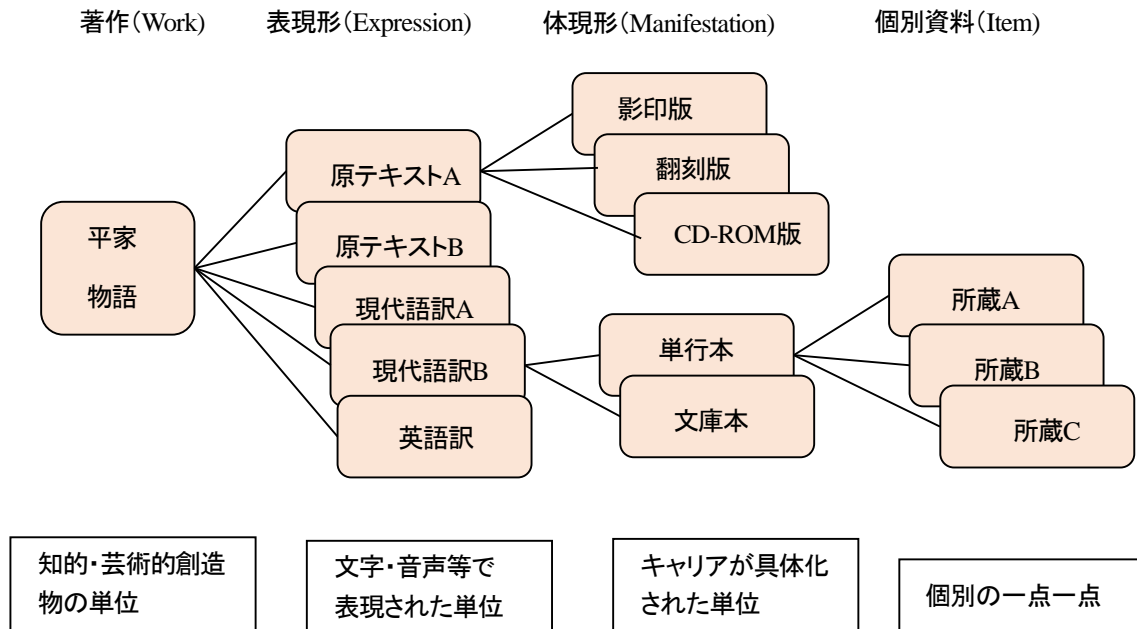 著作(Work)
表現形(Expression)
体現形(Manifestation)
個別資料(Item)
平家
物語
原テキストA
原テキストB
現代語訳A
現代語訳B
英語訳
影印版
翻刻版
CD-ROM版
単行本
文庫本
所蔵A
所蔵B
所蔵C
知的・芸術的創造
物の単位
文字・音声等で
表現された単位
キャリアが具体化
された単位
個別の一点一点